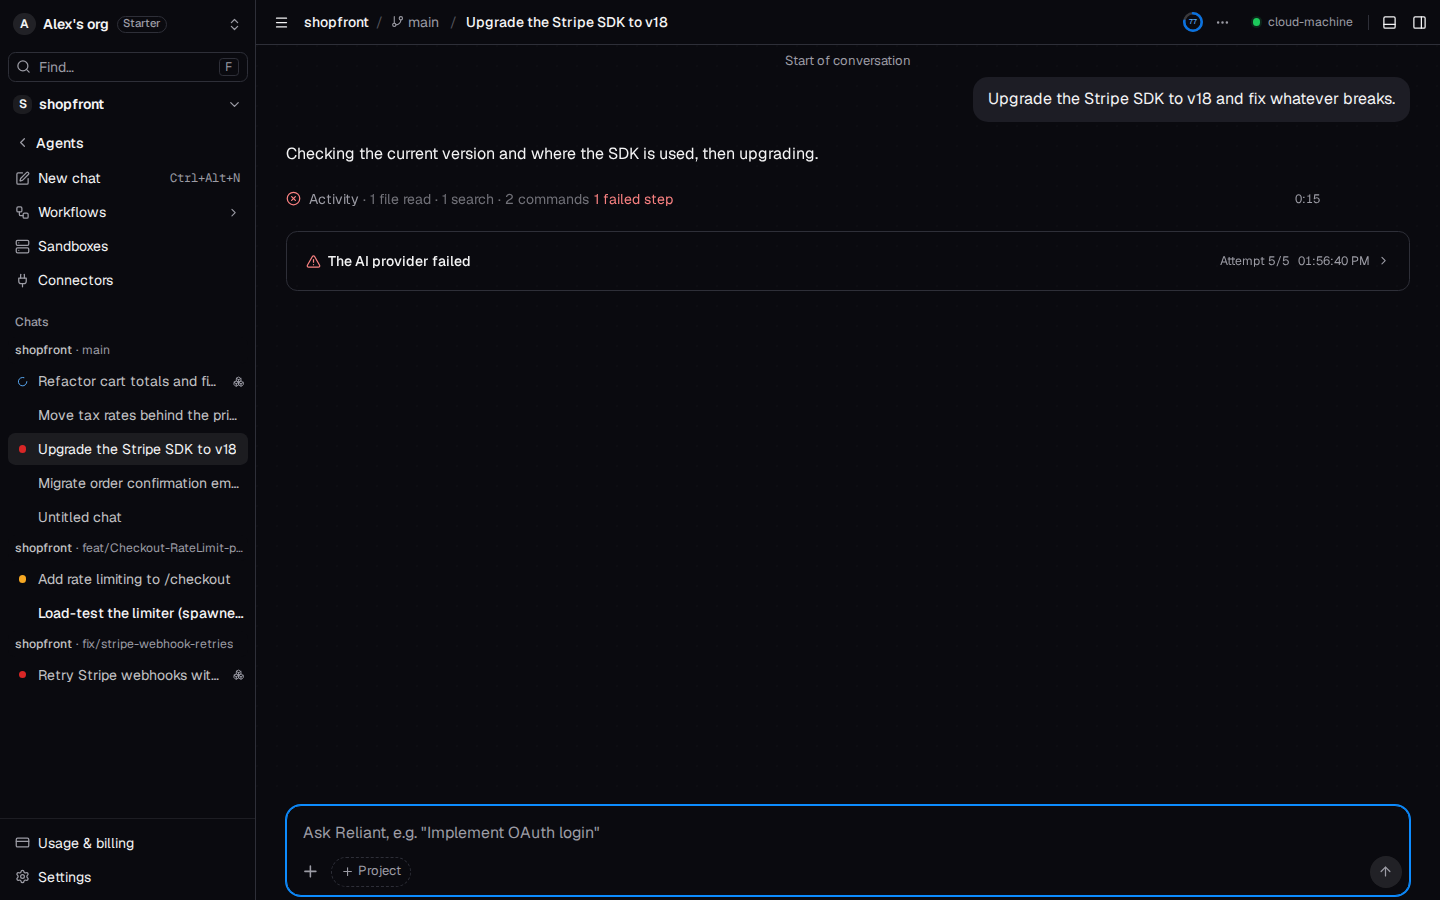 A Alex's org Starter
Find... F
S shopfront
Agents
New chat Ctrl+Alt+N
Workflows
Sandboxes
Connectors
Chats
shopfront · main
Refactor cart totals and fi...
Move tax rates behind the pri...
Upgrade the Stripe SDK to v18
Migrate order confirmation em...
Untitled chat
shopfront · feat/Checkout-RateLimit-p...
Add rate limiting to /checkout
Load-test the limiter (spawne...
shopfront · fix/stripe-webhook-retries
Retry Stripe webhooks wit...
Usage & billing
Settings
shopfront / main / Upgrade the Stripe SDK to v18
77 cloud-machine
Start of conversation
Upgrade the Stripe SDK to v18 and fix whatever breaks.
Checking the current version and where the SDK is used, then upgrading.
Activity · 1 file read · 1 search · 2 commands 1 failed step 0:15
The AI provider failed Attempt 5/5 01:56:40 PM
Ask Reliant, e.g. "Implement OAuth login"
+ Project